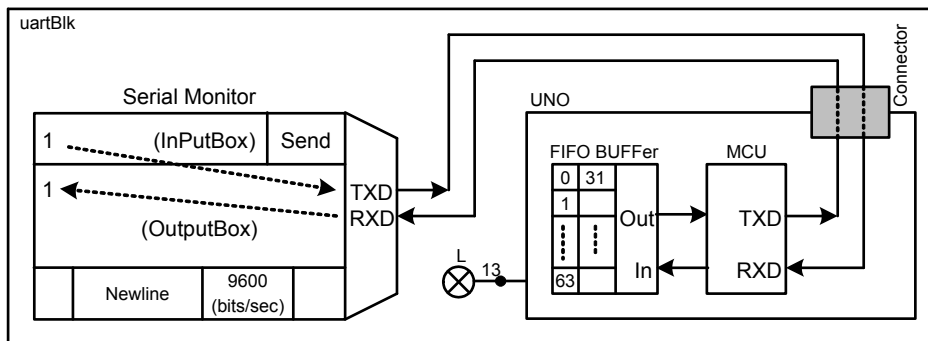 uartBlk
Connector
Serial Monitor
UNO
1
(InPutBox)
Send
FIFO BUFFer
MCU
0
31
1
TXD
1
Out
TXD
RXD
(OutputBox)
L
13
In
RXD
63
Newline
9600
(bits/sec)